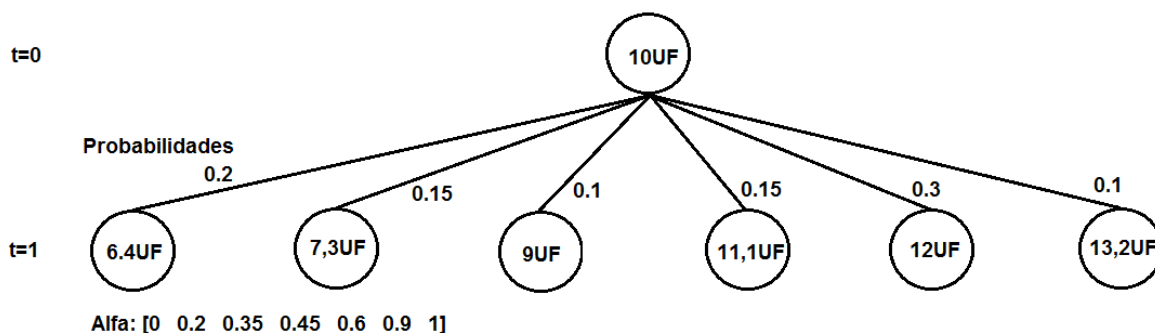 t=0
10UF
Probabilidades
0.2
0.15
0.1
0.15
0.3
0.1
t=1
6.4UF
7,3UF
9UF
11,1UF
12UF
13,2UF
Alfa: [0 0.2 0.35 0.45 0.6 0.9 1]